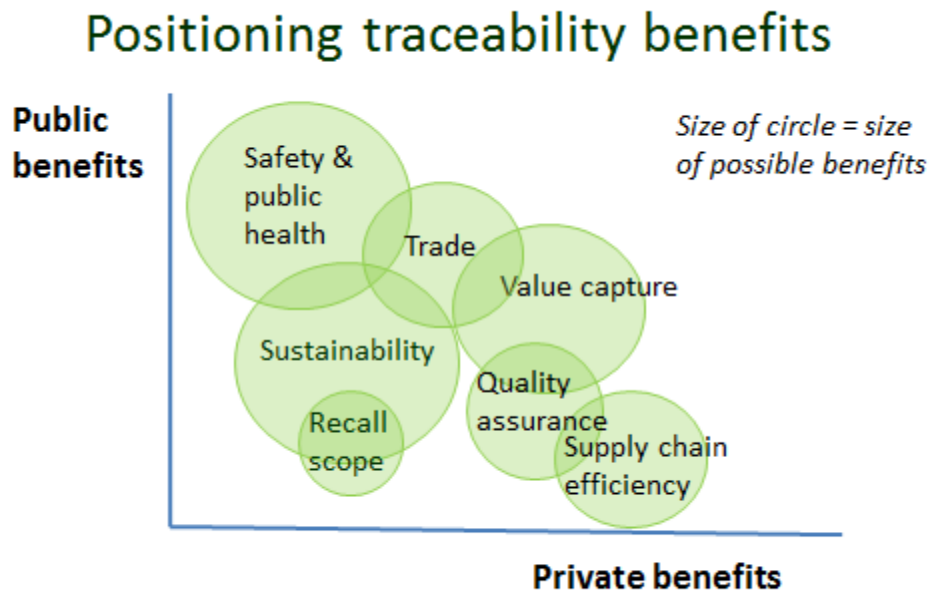 Positioning traceability benefits
Public
benefits
Size of circle = size
of possible benefits
Safety &
public
health
Trade
Value capture
Sustainability
Quality
assurance
Recall
scope
Supply chain
efficiency
Private benefits